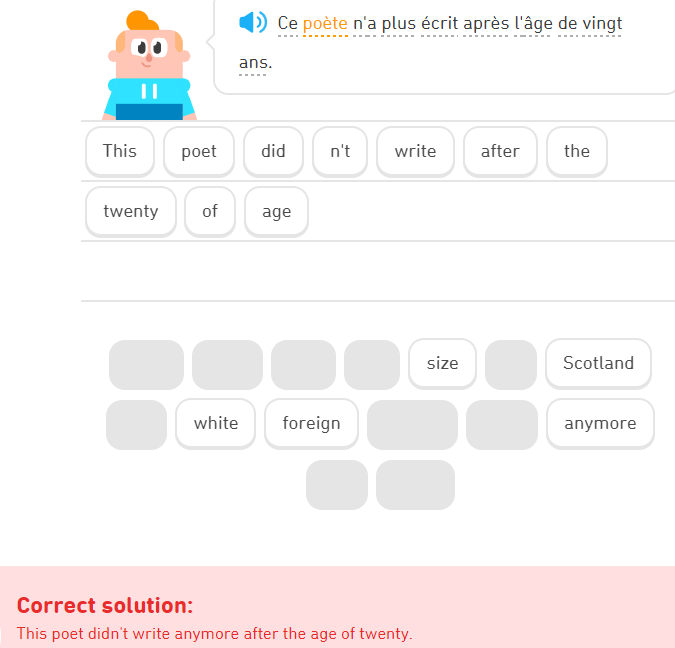 Ce poète n'a plus écrit après l'âge de vingt
ans.
This poet did n't write after the
twenty of age
size Scotland
white foreign anymore
Correct solution:
This poet didn't write anymore after the age of twenty.